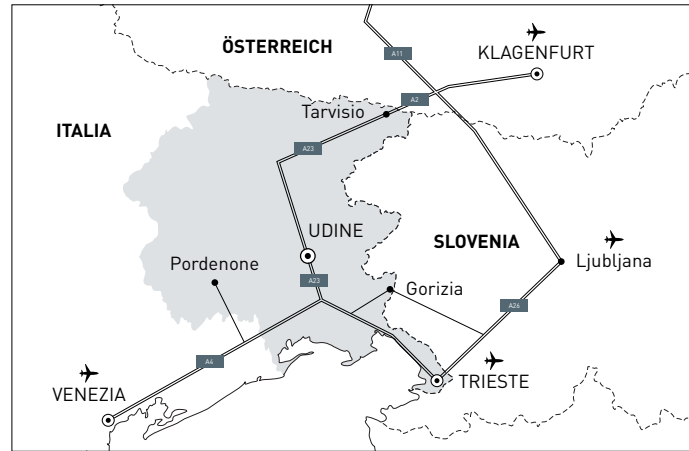 ÖSTERREICH
A11
KLAGENFURT
A2
Tarvisio
ITALIA
A23
UDINE
SLOVENIA
Pordenone
A23
Gorizia
Ljubljana
A26
A4
VENEZIA
TRIESTE